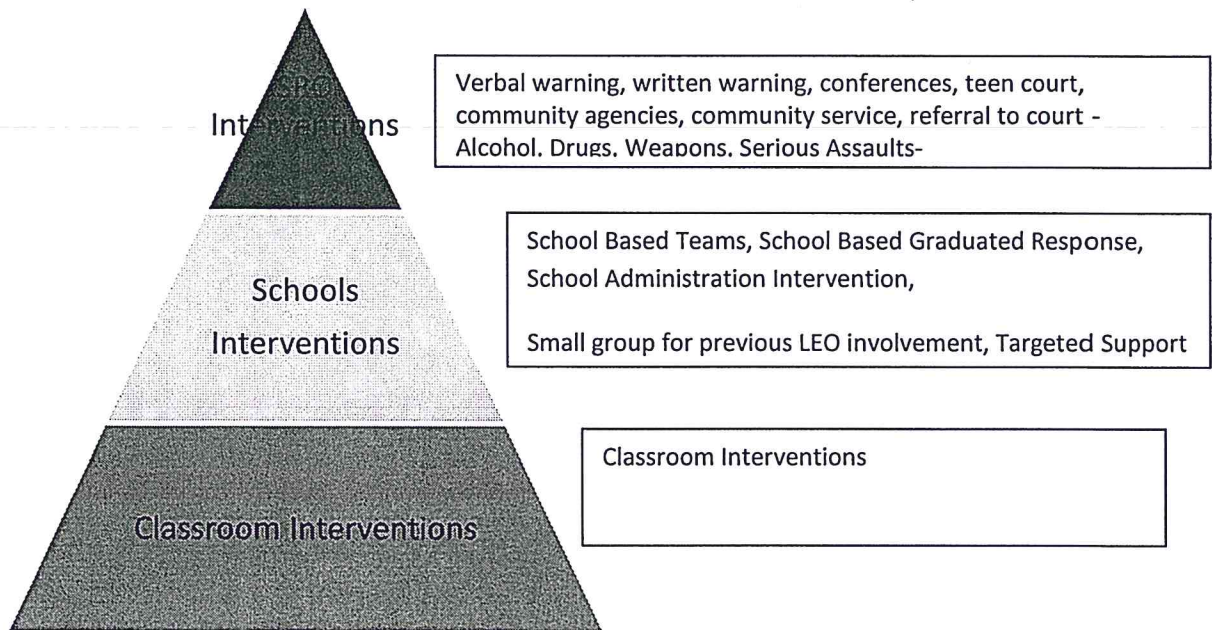 Interventions
Verbal warning, written warning, conferences, teen court,
community agencies, community service, referral to court -
Alcohol, Drugs, Weapons, Serious Assaults-
Schools
Interventions
School Based Teams, School Based Graduated Response,
School Administration Intervention,
Small group for previous LEO involvement, Targeted Support
Classroom Interventions
Classroom Interventions